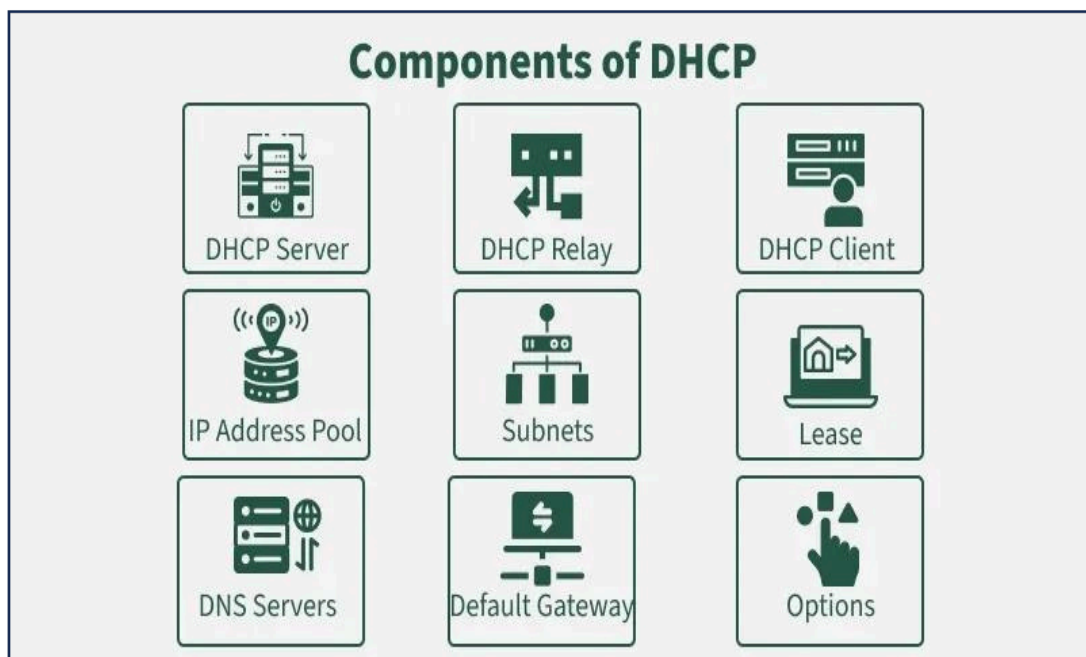 Components of DHCP
DHCP Server
DHCP Relay
DHCP Client
IP
IP Address Pool
Subnets
Lease
DNS Servers
Default Gateway
Options